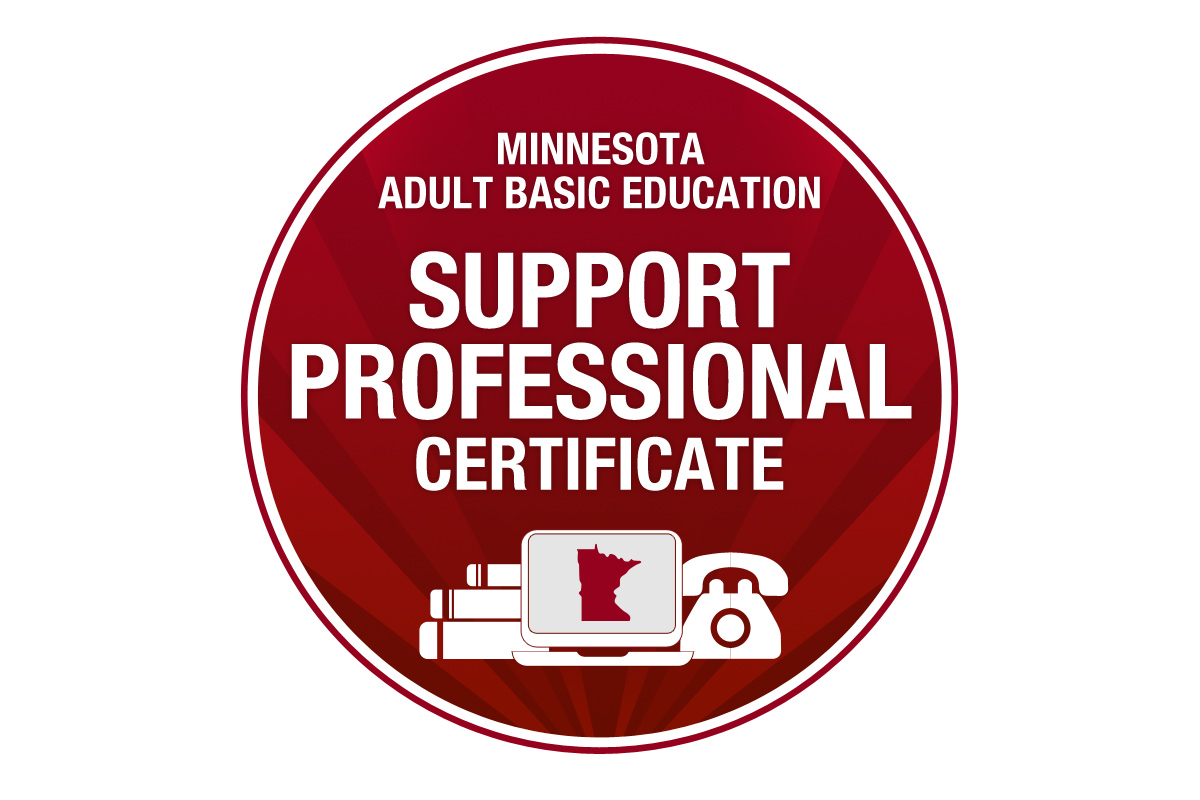 MINNESOTA
ADULT BASIC EDUCATION
SUPPORT
PROFESSIONAL
CERTIFICATE